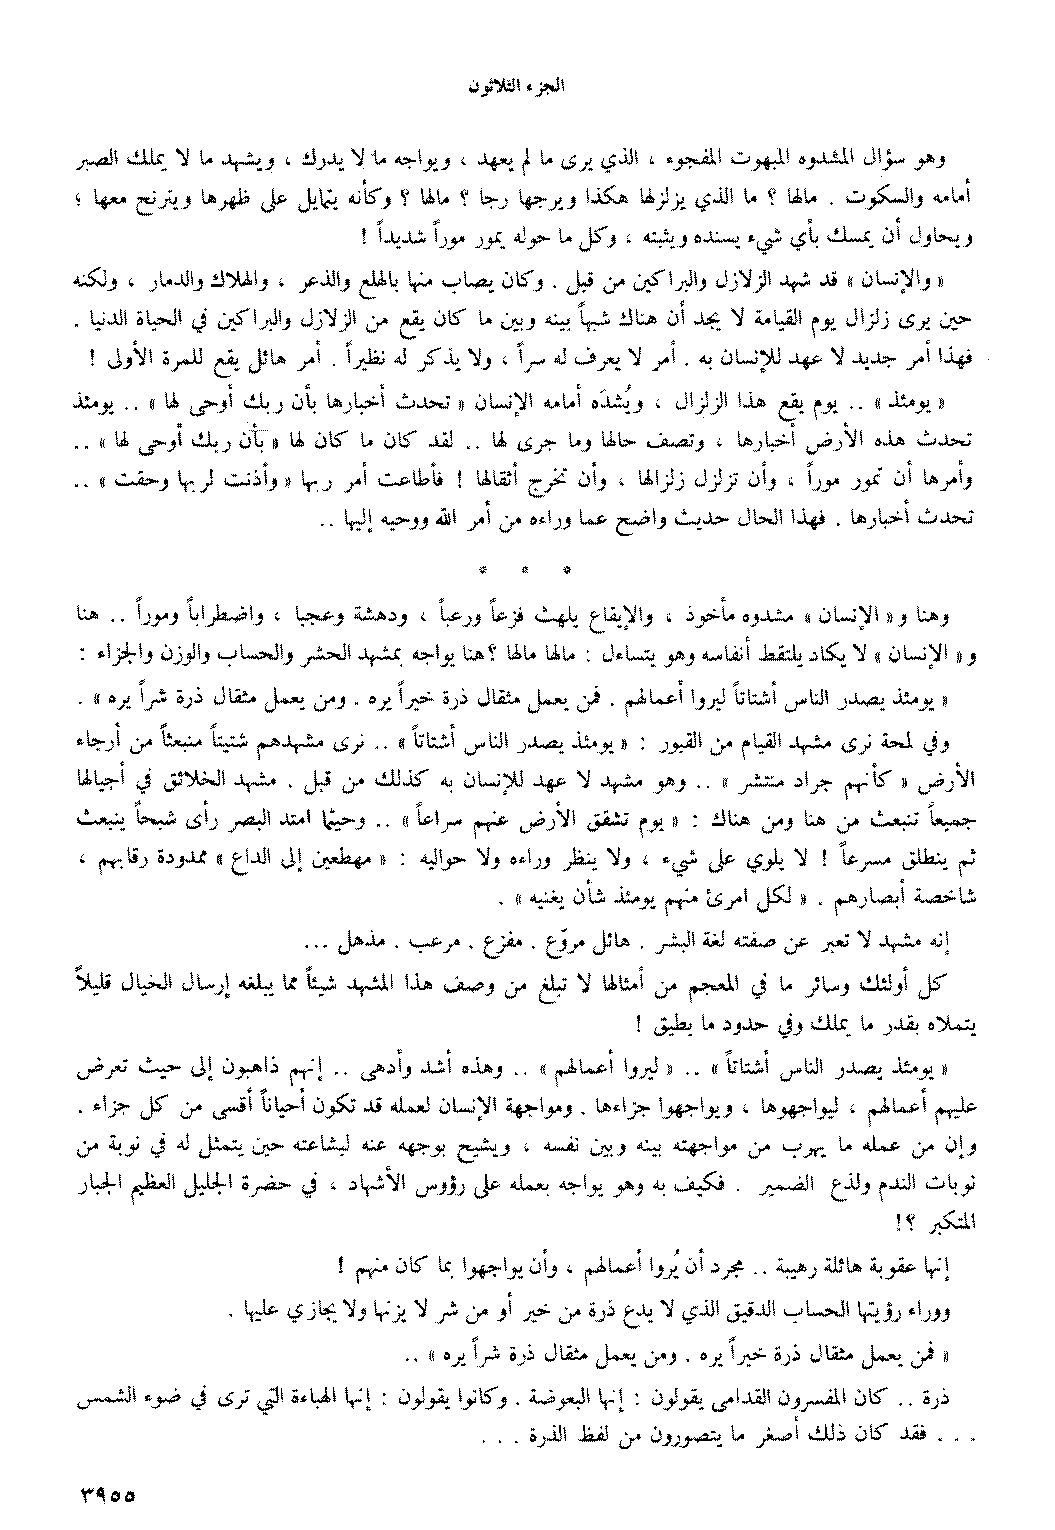 الجزء الثلاثون
وهو سؤال المشدوه المبهوت المفجوء ، الذي يرى ما لم يعهد ، ويواجه ما لا يدرك ، ويشهد ما لا يملك الصبر
أمامه والسكوت . مالها ؟ ما الذي يزلزلها هكذا ويرجها رجا ؟ مالها ؟ وكأنه يتمايل على ظهرها ويترنح معها ؛
ويحاول أن يمسك بأي شيء يسنده ويثبته ، وكل ما حوله يمور موراً شديداً !
« والإنسان » قد شهد الزلازل والبراكين من قبل . وكان يصاب منها بالهلع والذعر ، والهلاك والدمار ، ولكنه
حين يرى زلزال يوم القيامة لا يجد أن هناك شبهاً بينه وبين ما كان يقع من الزلازل والبراكين في الحياة الدنيا .
فهذا أمر جديد لا عهد للإنسان به . أمر لا يعرف له سراً ، ولا يذكر له نظيراً . أمر هائل يقع للمرة الأولى !
« يومئذ » .. يوم يقع هذا الزلزال ، ويُشدَه أمامه الإنسان « تحدث أخبارها بأن ربك أوحى لها » .. يومئذ
تحدث هذه الأرض أخبارها ، وتصف حالها وما جرى لها .. لقد كان ما كان لها « بأن ربك أوحى لها » ..
وأمرها أن تمور موراً ، وأن تزلزل زلزالها ، وأن تخرج أثقالها ! فأطاعت أمر ربها « وأذنت لربها وحقت » ..
تحدث أخبارها . فهذا الحال حديث واضح عما وراءه من أمر الله ووحيه إليها ..
* * *
وهنا و« الإنسان » مشدوه مأخوذ ، والإيقاع يلهث فزعاً ورعباً ، ودهشة وعجبا ، واضطراباً وموراً .. هنا
و« الإنسان » لا يكاد يلتقط أنفاسه وهو يتساءل : مالها مالها ؟ هنا يواجه بمشهد الحشر والحساب والوزن والجزاء :
« يومئذ يصدر الناس أشتاتاً ليروا أعمالهم . فمن يعمل مثقال ذرة خيراً يره . ومن يعمل مثقال ذرة شراً يره » .
وفي لمحة نرى مشهد القيام من القبور : « يومئذ يصدر الناس أشتاتاً » .. نرى مشهدهم شتيتاً منبعثاً من أرجاء
الأرض « كأنهم جراد منتشر » .. وهو مشهد لا عهد للإنسان به كذلك من قبل . مشهد الخلائق في أجيالها
جميعاً تنبعث من هنا ومن هناك : « يوم تشقق الأرض عنهم سراعاً » .. وحيثما امتد البصر رأى شبحاً ينبعث
ثم ينطلق مسرعاً ! لا يلوي على شيء ، ولا ينظر وراءه ولا حواليه : « مهطعين إلى الداع » ممدودة رقابهم ،
شاخصة أبصارهم . « لكل امرئ منهم يومئذ شأن يغنيه » .
إنه مشهد لا تعبر عن صفته لغة البشر . هائل مروّع . مفزع . مرعب . مذهل ...
كل أولئك وسائر ما في المعجم من أمثالها لا تبلغ من وصف هذا المشهد شيئاً مما يبلغه إرسال الخيال قليلاً
يتملاه بقدر ما يملك وفي حدود ما يطيق !
« يومئذ يصدر الناس أشتاتاً » .. « ليروا أعمالهم » .. وهذه أشد وأدهى .. إنهم ذاهبون إلى حيث تعرض
عليهم أعمالهم ، ليواجهوها ، ويواجهوا جزاءها . ومواجهة الإنسان لعمله قد تكون أحياناً أقسى من كل جزاء .
وإن من عمله ما يهرب من مواجهته بينه وبين نفسه ، ويشيح بوجهه عنه لبشاعته حين يتمثل له في نوبة من
نوبات الندم ولذع الضمير . فكيف به وهو يواجه بعمله على رؤوس الأشهاد ، في حضرة الجليل العظيم الجبار
المتكبر ؟!
إنها عقوبة هائلة رهيبة .. مجرد أن يُروا أعمالهم ، وأن يواجهوا بما كان منهم !
ووراء رؤيتها الحساب الدقيق الذي لا يدع ذرة من خير أو من شر لا يزنها ولا يجازي عليها .
« فمن يعمل مثقال ذرة خيراً يره . ومن يعمل مثقال ذرة شراً يره » ..
ذرة .. كان المفسرون القدامى يقولون : إنها البعوضة . وكانوا يقولون : إنها الهباءة التي ترى في ضوء الشمس
. . . فقد كان ذلك أصغر ما يتصورون من لفظ الذرة . . .
٣٩٥٥